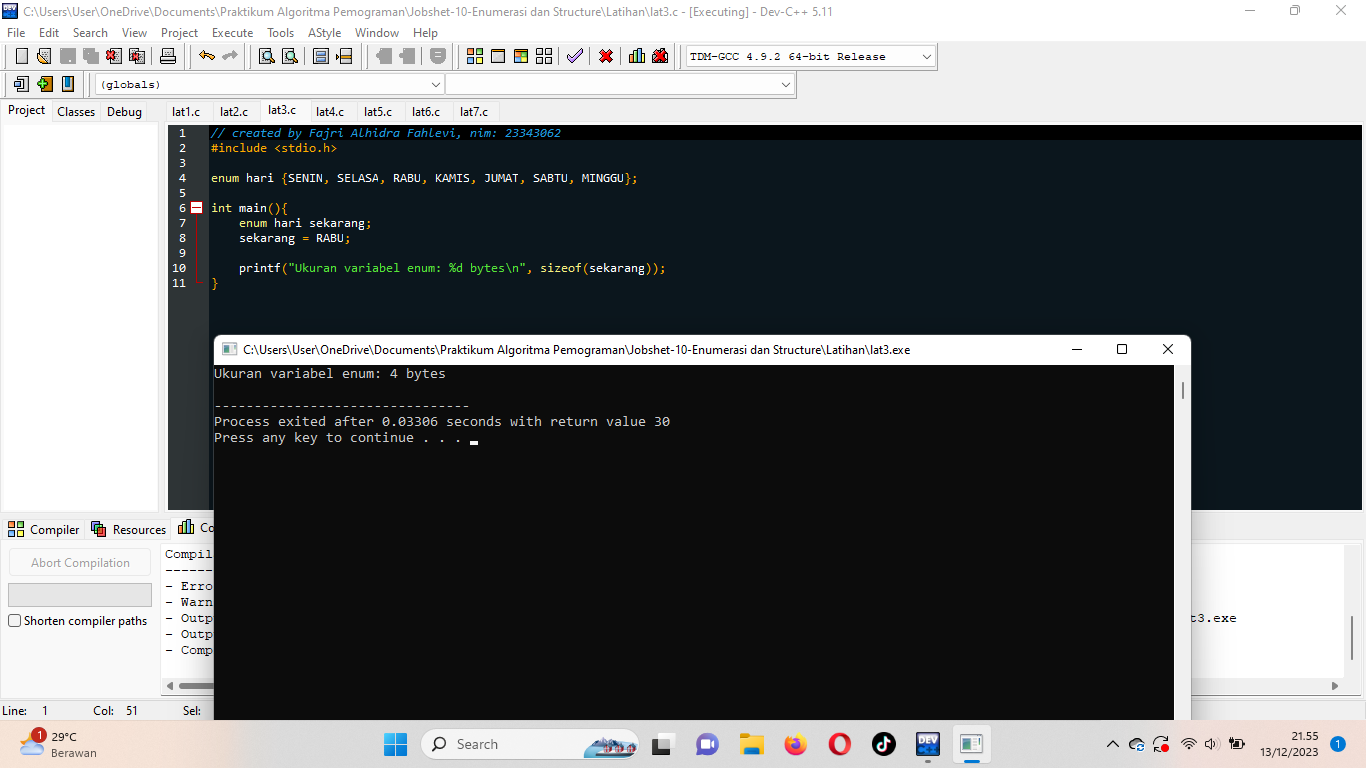 C:\Users\User\OneDrive\Documents\Praktikum Algoritma Pemograman\Jobshet-10-Enumerasi dan Structure\Latihan\lat3.c - [Executing] - Dev-C++ 5.11
File Edit Search View Project Execute Tools AStyle Window Help
TDM-GCC 4.9.2 64-bit Release
(globals)
Project Classes Debug lat1.c lat2.c lat3.c lat4.c lat5.c lat6.c lat7.c
1 // created by Fajri Alhidra Fahlevi, nim: 23343062
2 #include <stdio.h>
3
4 enum hari {SENIN, SELASA, RABU, KAMIS, JUMAT, SABTU, MINGGU};
5
6 int main(){
7 enum hari sekarang;
8 sekarang = RABU;
9
10 printf("Ukuran variabel enum: %d bytes\n", sizeof(sekarang));
11 }
C:\Users\User\OneDrive\Documents\Praktikum Algoritma Pemograman\Jobshet-10-Enumerasi dan Structure\Latihan\lat3.exe
Ukuran variabel enum: 4 bytes
--------------------------------
Process exited after 0.03306 seconds with return value 30
Press any key to continue . . .
Compiler Resources Co
Abort Compilation
Shorten compiler paths
Compil
-------
- Erro
- Warn
- Outp t3.exe
- Outp
- Comp
Line: 1 Col: 51 Sel:
1 29°C
Berawan
Search
DEV
21.55
13/12/2023
1